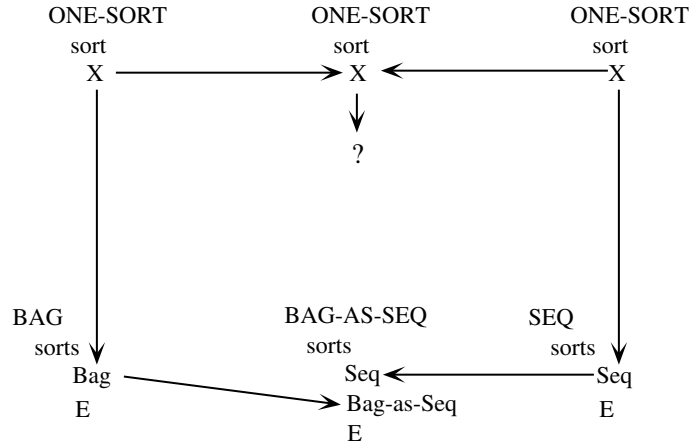 ONE-SORT ONE-SORT ONE-SORT
sort sort sort
X X X
?
BAG BAG-AS-SEQ SEQ
sorts sorts sorts
Bag Seq Seq
E Bag-as-Seq E
E